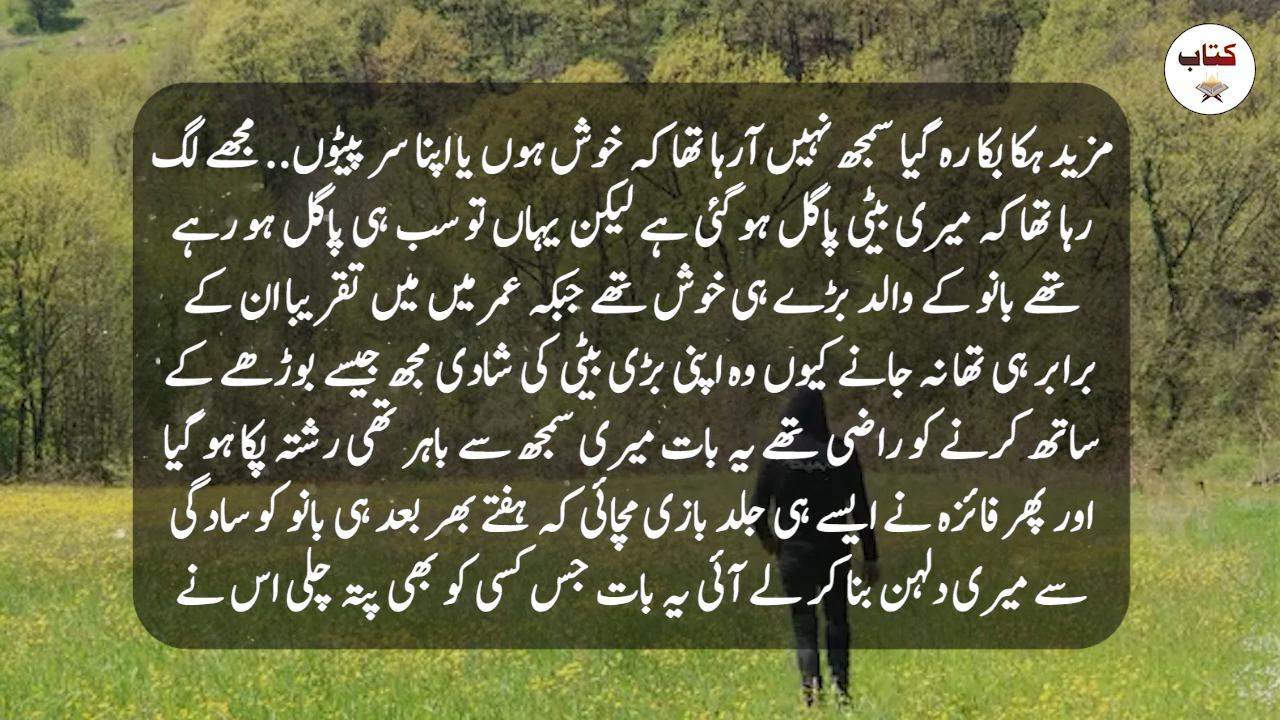 کتاب
مزید ہکا بکا رہ گیا سمجھ نہیں آرہا تھا کہ خوش ہوں یا اپنا سر پیٹوں.. مجھے لگ
رہا تھا کہ میری بیٹی پاگل ہو گئی ہے لیکن یہاں تو سب ہی پاگل ہو رہے
تھے بانو کے والد بڑے ہی خوش تھے جبکہ عمر میں میں تقریبا ان کے
برابر ہی تھا نہ جانے کیوں وہ اپنی بڑی بیٹی کی شادی مجھ جیسے بوڑھے کے
ساتھ کرنے کو راضی تھے یہ بات میری سمجھ سے باہر تھی رشتہ پکا ہو گیا
اور پھر فائزہ نے ایسے ہی جلد بازی مچائی کہ ہفتے بھر بعد ہی بانو کو سادگی
سے میری دلہن بنا کر لے آئی یہ بات جس کسی کو بھی پتہ چلی اس نے